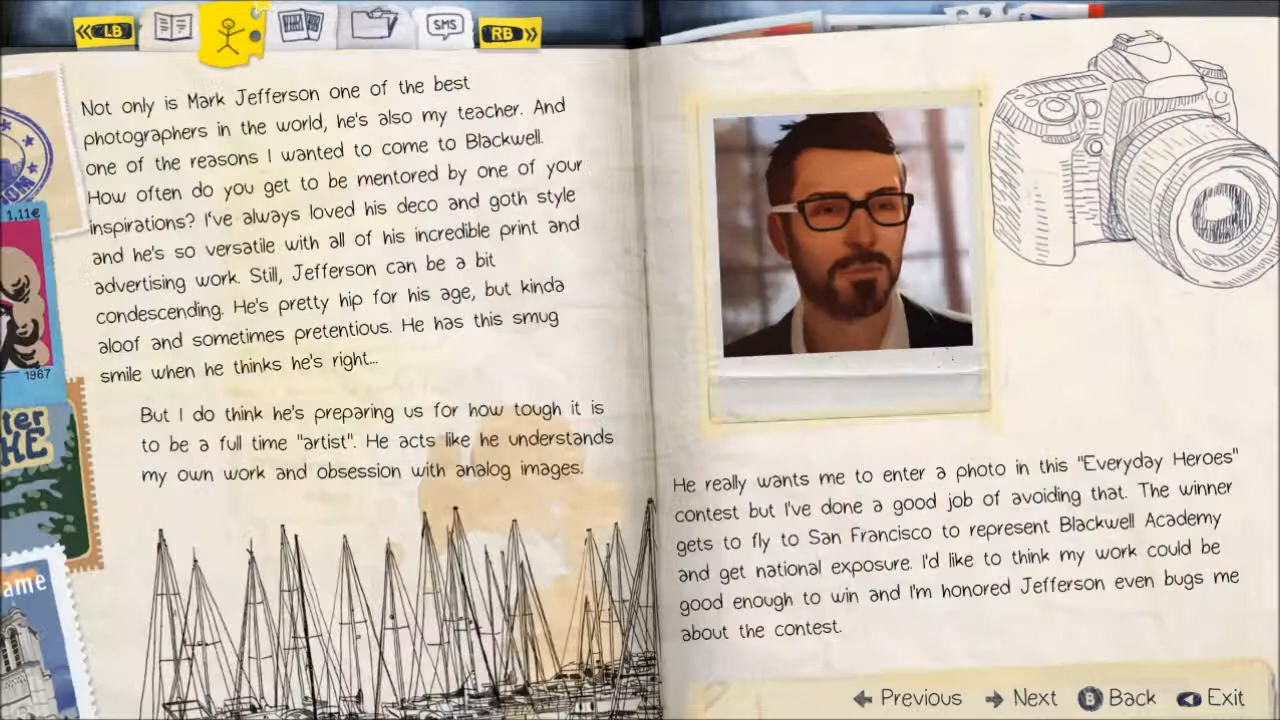 LB
SMS
RB
Not only is Mark Jefferson one of the best
photographers in the world, he's also my teacher. And
one of the reasons I wanted to come to Blackwell.
How often do you get to be mentored by one of your
inspirations? I've always loved his deco and goth style
and he's so versatile with all of his incredible print and
advertising work. Still, Jefferson can be a bit
condescending. He's pretty hip for his age, but kinda
aloof and sometimes pretentious. He has this smug
smile when he thinks he's right...
But I do think he's preparing us for how tough it is
to be a full time "artist". He acts like he understands
my own work and obsession with analog images.
1,11€
1967
ter
HE
ame
He really wants me to enter a photo in this "Everyday Heroes"
contest but I've done a good job of avoiding that. The winner
gets to fly to San Francisco to represent Blackwell Academy
and get national exposure. I'd like to think my work could be
good enough to win and I'm honored Jefferson even bugs me
about the contest.
Previous Next B Back Exit